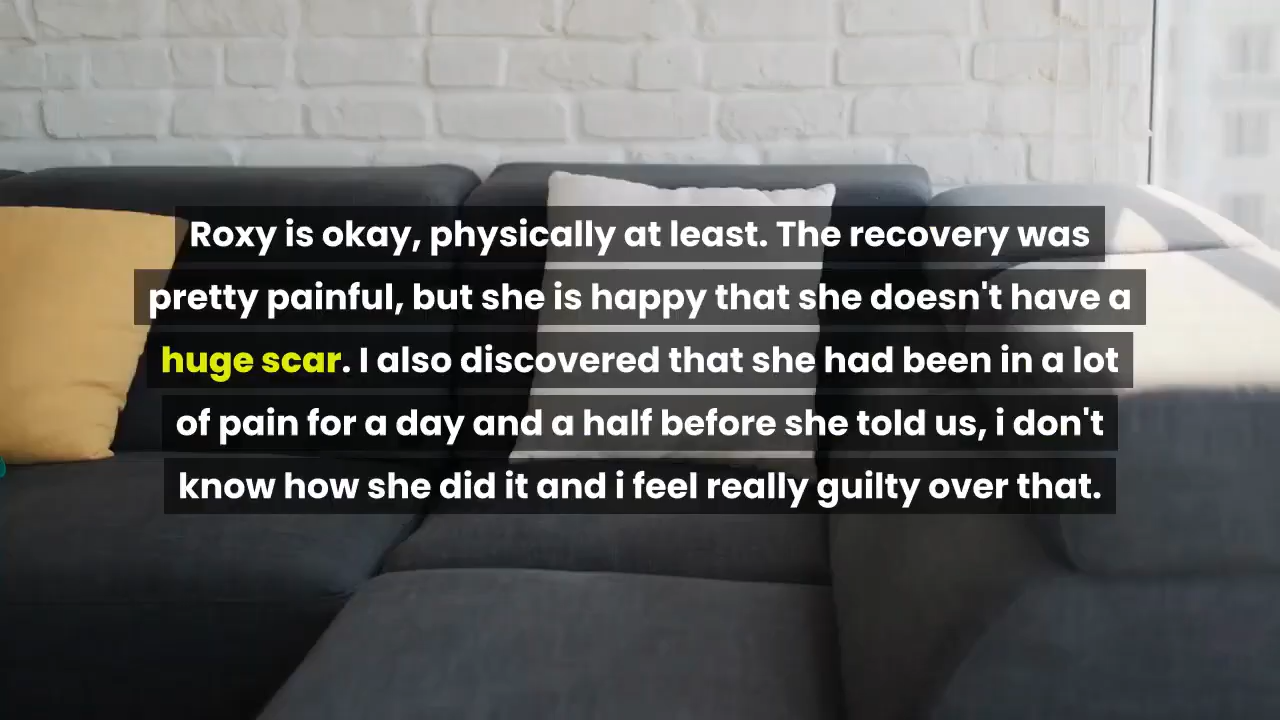 Roxy is okay, physically at least. The recovery was
pretty painful, but she is happy that she doesn't have a
huge scar. I also discovered that she had been in a lot
of pain for a day and a half before she told us, i don't
know how she did it and i feel really guilty over that.